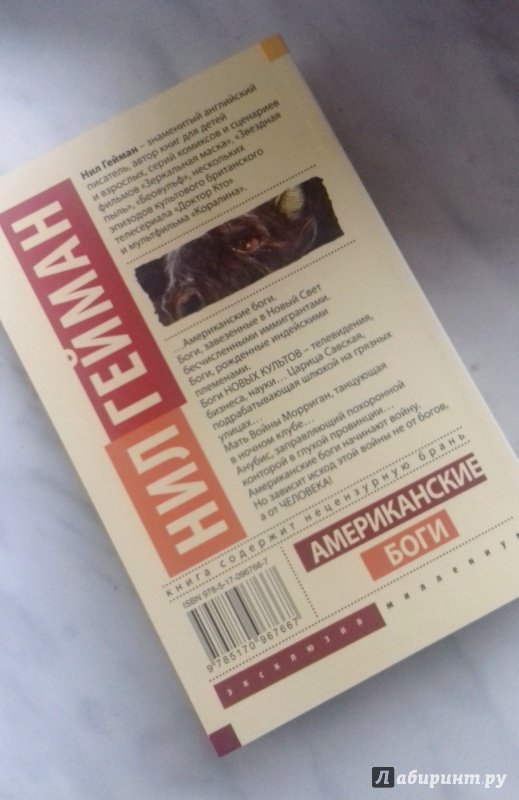 НИЛ ГЕЙМАН
Нил Гейман – знаменитый английский
писатель, автор книг для детей
и взрослых, серий комиксов и сценариев
фильмов «Зеркальная маска», «Звездная
пыль», «Беовульф», нескольких
эпизодов культового британского
телесериала «Доктор Кто»
и мультфильма «Коралина».
…Американские боги.
Боги, завезенные в Новый Свет
бесчисленными иммигрантами.
Боги, рожденные индейскими
племенами.
Боги НОВЫХ КУЛЬТОВ – телевидения,
бизнеса, науки… Царица Савская,
подрабатывающая шлюхой на грязных
улицах…
Мать Войны Морриган, танцующая
в ночном клубе…
Анубис, заправляющий похоронной
конторой в глухой провинции…
Американские боги начинают войну.
Но зависит исход этой войны не от богов,
а от ЧЕЛОВЕКА!
книга содержит нецензурную брань
ISBN 978-5-17-096766-7
9 785170 967667
АМЕРИКАНСКИЕ
БОГИ
эксклюзив миллениум
Лабиринт.ру